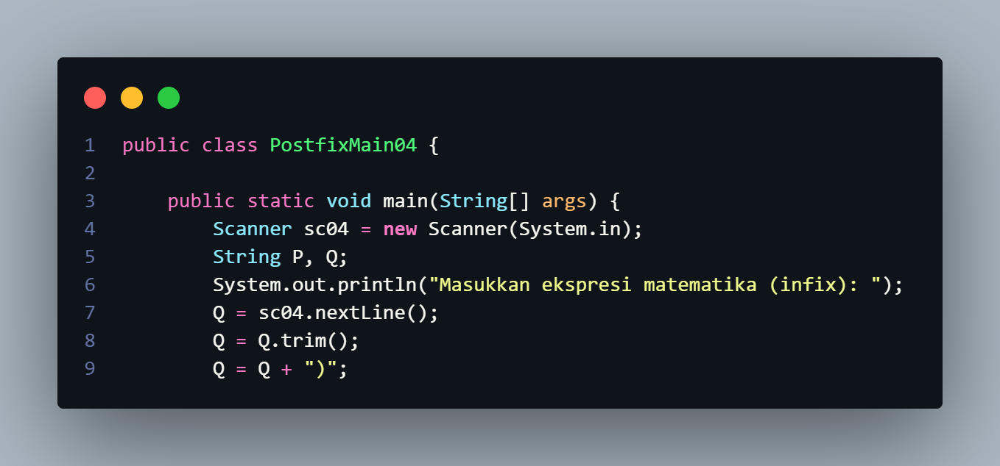 1 public class PostfixMain04 {
2
3     public static void main(String[] args) {
4         Scanner sc04 = new Scanner(System.in);
5         String P, Q;
6         System.out.println("Masukkan ekspresi matematika (infix): ");
7         Q = sc04.nextLine();
8         Q = Q.trim();
9         Q = Q + ")";